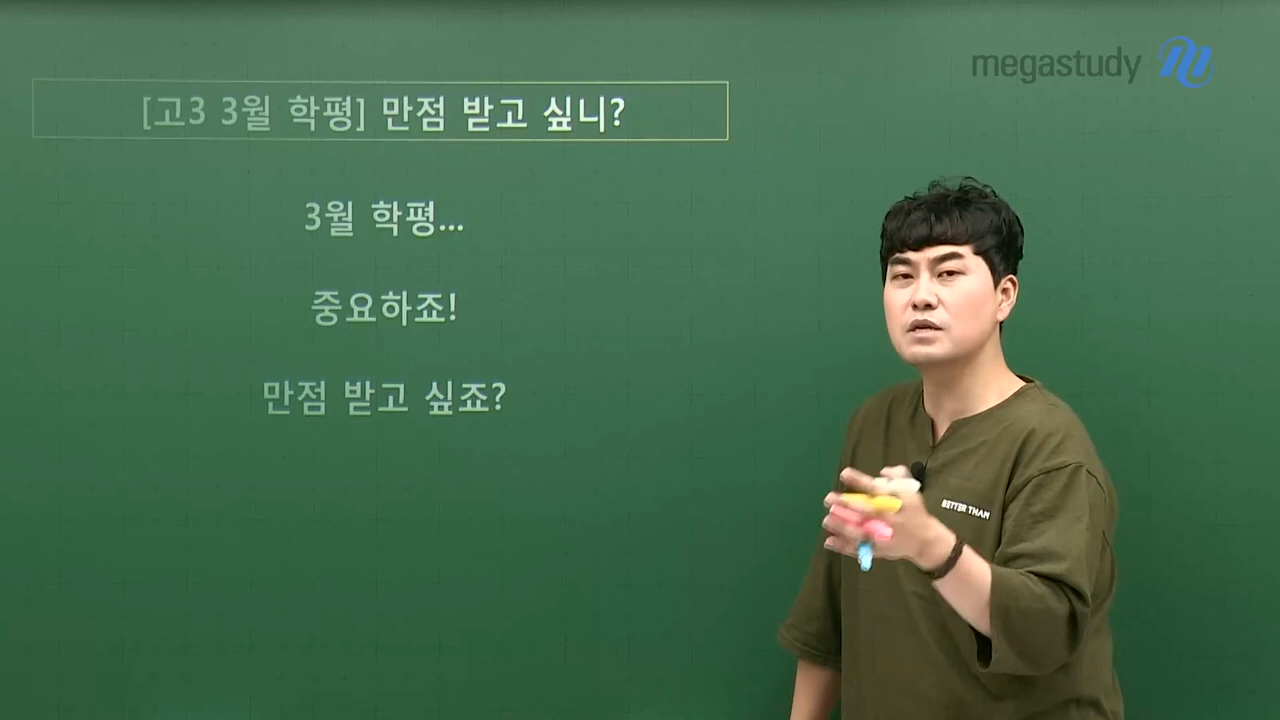 megastudy
[고3 3월 학평] 만점 받고 싶니?
3월 학평...
중요하죠!
만점 받고 싶죠?
BETTER THAN